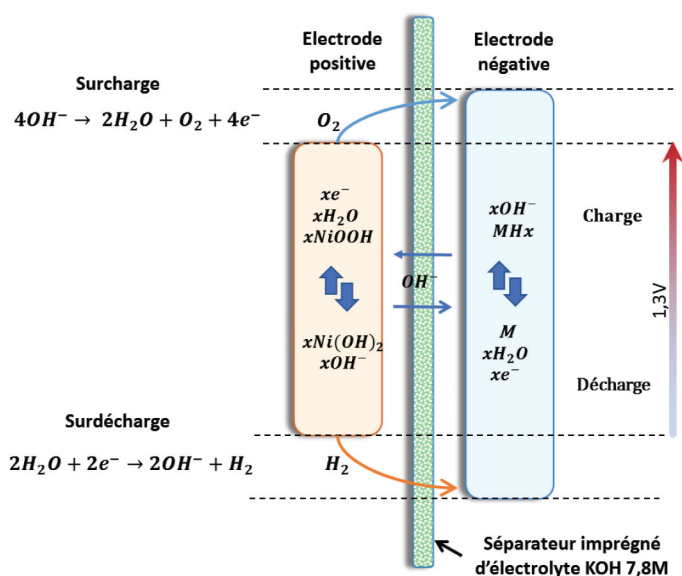 Electrode
positive
Electrode
négative
Surcharge
4OH⁻ → 2H₂O + O₂ + 4e⁻
O₂
xe⁻
xH₂O
xNiOOH
xOH⁻
MHx
Charge
OH⁻
1,3V
xNi(OH)₂
xOH⁻
M
xH₂O
xe⁻
Décharge
Surdécharge
2H₂O + 2e⁻ → 2OH⁻ + H₂
H₂
Séparateur imprégné
d'électrolyte KOH 7,8M